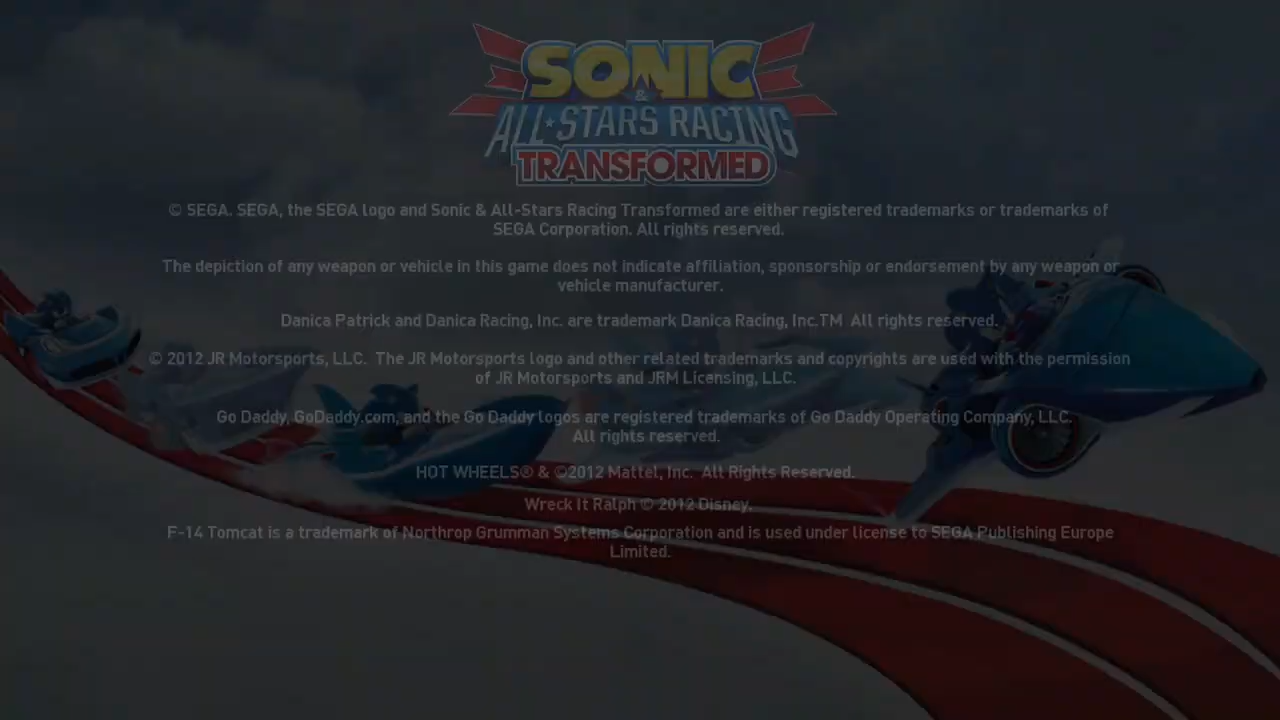 SONIC
&
ALL★STARS RACING
TRANSFORMED
© SEGA. SEGA, the SEGA logo and Sonic & All-Stars Racing Transformed are either registered trademarks or trademarks of
SEGA Corporation. All rights reserved.
The depiction of any weapon or vehicle in this game does not indicate affiliation, sponsorship or endorsement by any weapon or
vehicle manufacturer.
Danica Patrick and Danica Racing, Inc. are trademark Danica Racing, Inc.TM  All rights reserved.
© 2012 JR Motorsports, LLC.  The JR Motorsports logo and other related trademarks and copyrights are used with the permission
of JR Motorsports and JRM Licensing, LLC.
Go Daddy, GoDaddy.com, and the Go Daddy logos are registered trademarks of Go Daddy Operating Company, LLC.
All rights reserved.
HOT WHEELS® & ©2012 Mattel, Inc.  All Rights Reserved.
Wreck It Ralph © 2012 Disney.
F-14 Tomcat is a trademark of Northrop Grumman Systems Corporation and is used under license to SEGA Publishing Europe
Limited.